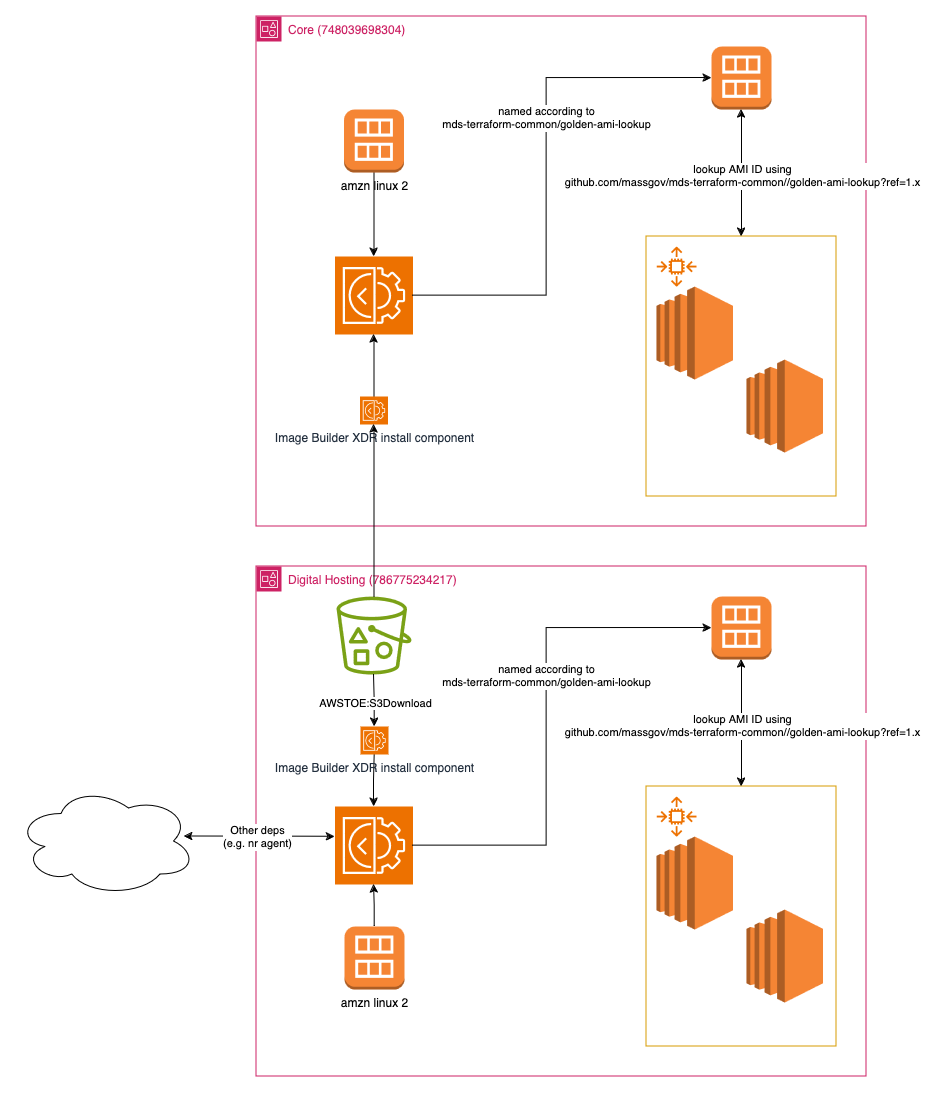 Core (748039698304)
named according to
mds-terraform-common/golden-ami-lookup
amzn linux 2
lookup AMI ID using
github.com/massgov/mds-terraform-common//golden-ami-lookup?ref=1.x
Image Builder XDR install component
Digital Hosting (786775234217)
named according to
mds-terraform-common/golden-ami-lookup
AWSTOE:S3Download
lookup AMI ID using
github.com/massgov/mds-terraform-common//golden-ami-lookup?ref=1.x
Image Builder XDR install component
Other deps
(e.g. nr agent)
amzn linux 2